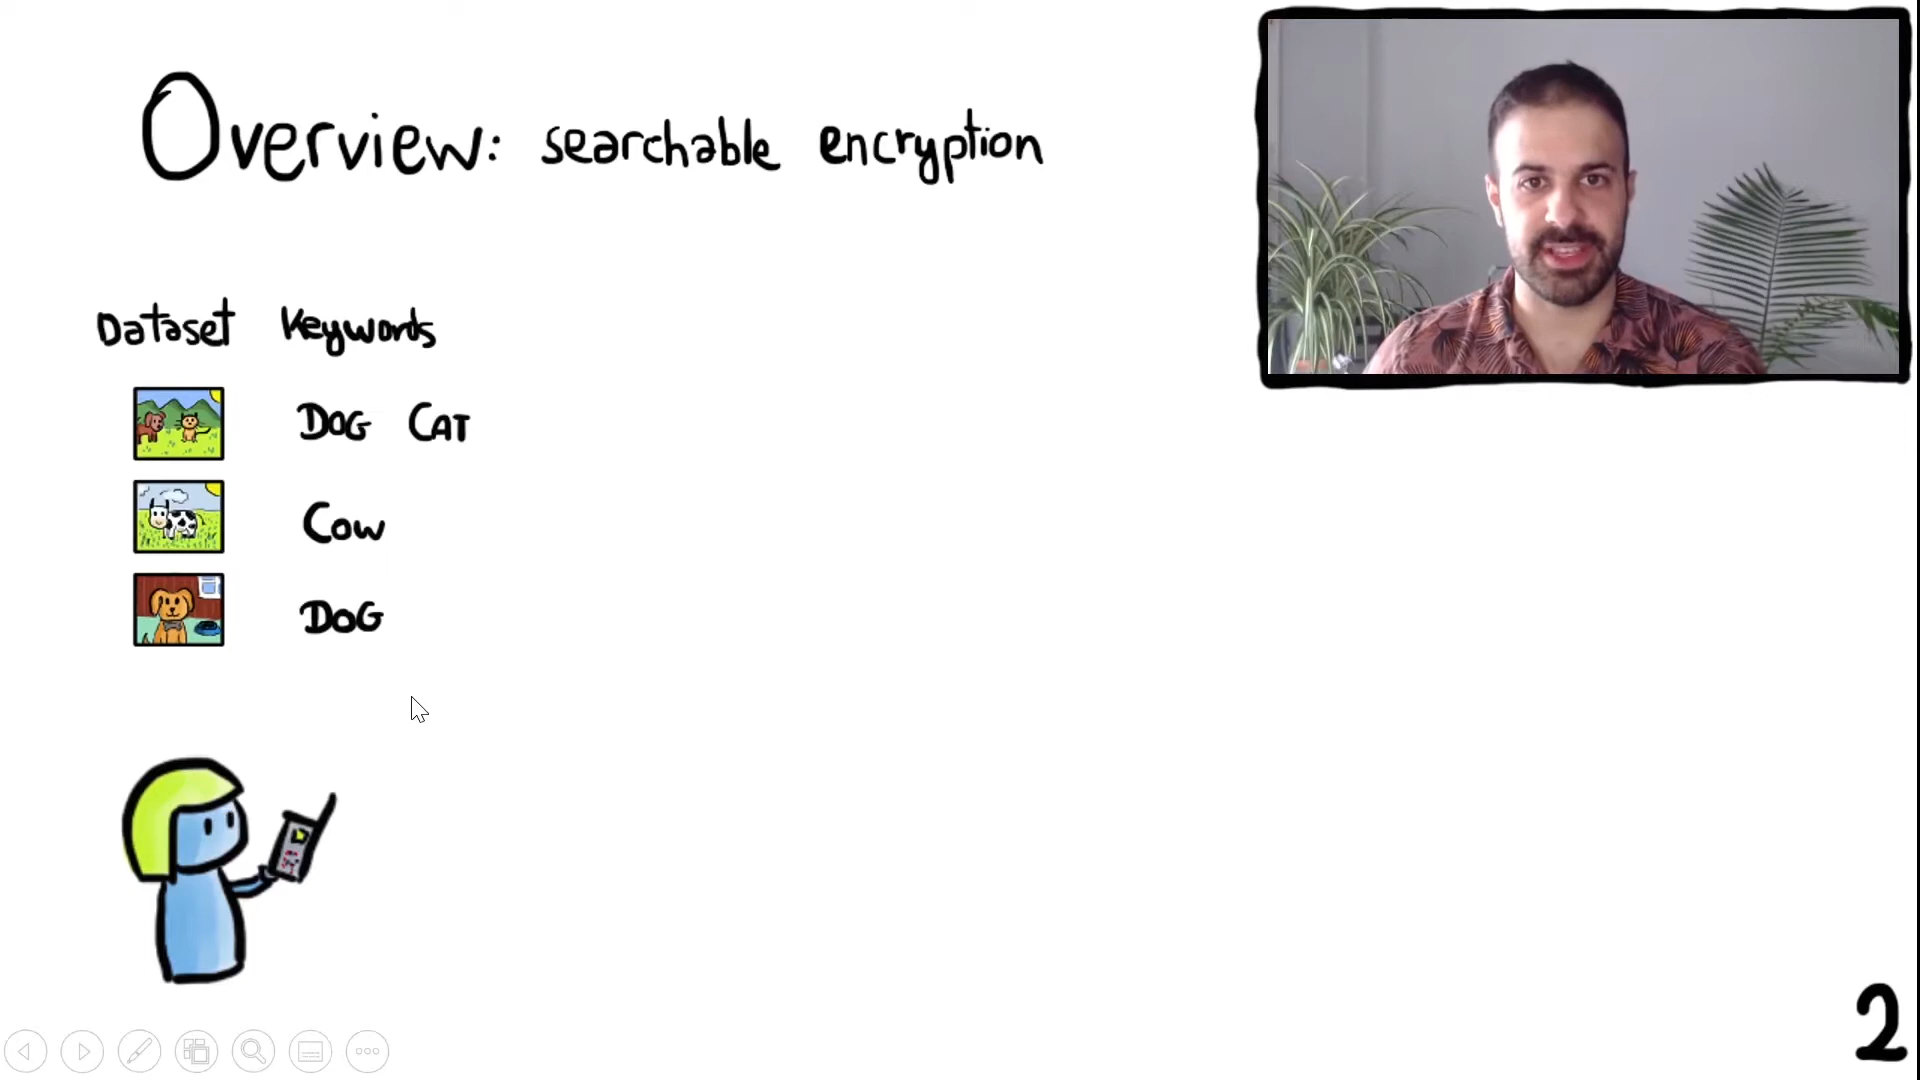 Overview: searchable encryption
Dataset Keywords
DOG CAT
COW
DOG
2